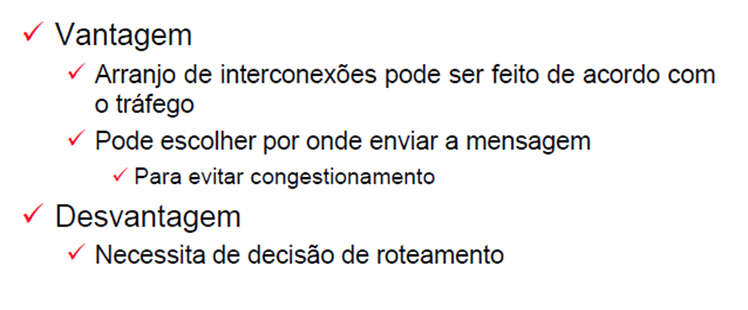 Vantagem
Arranjo de interconexões pode ser feito de acordo com
o tráfego
Pode escolher por onde enviar a mensagem
Para evitar congestionamento
Desvantagem
Necessita de decisão de roteamento